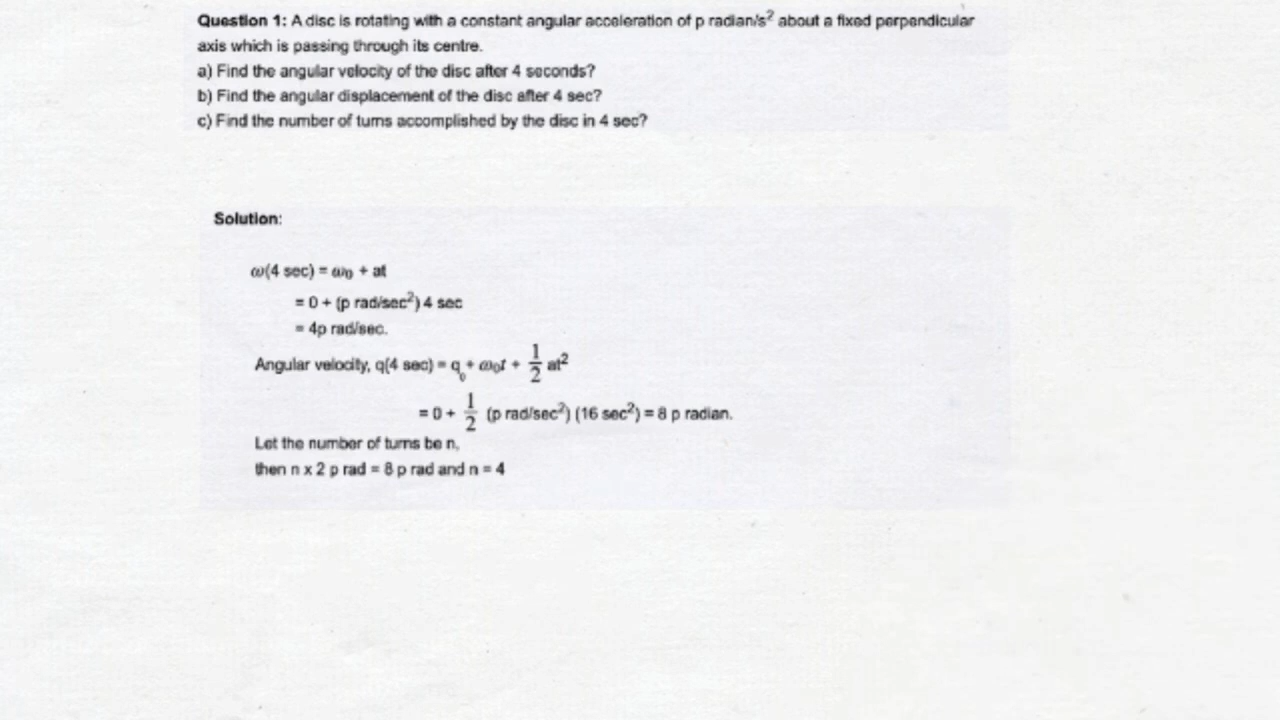 Question 1: A disc is rotating with a constant angular acceleration of p radian/s² about a fixed perpendicular
axis which is passing through its centre.
a) Find the angular velocity of the disc after 4 seconds?
b) Find the angular displacement of the disc after 4 sec?
c) Find the number of turns accomplished by the disc in 4 sec?
Solution:
ω(4 sec) = ω₀ + at
= 0 + (p rad/sec²) 4 sec
= 4p rad/sec.
Angular velocity, q(4 sec) = q₀ + ω₀t + 1/2 at²
= 0 + 1/2 (p rad/sec²) (16 sec²) = 8 p radian.
Let the number of turns be n,
then n x 2 p rad = 8 p rad and n = 4